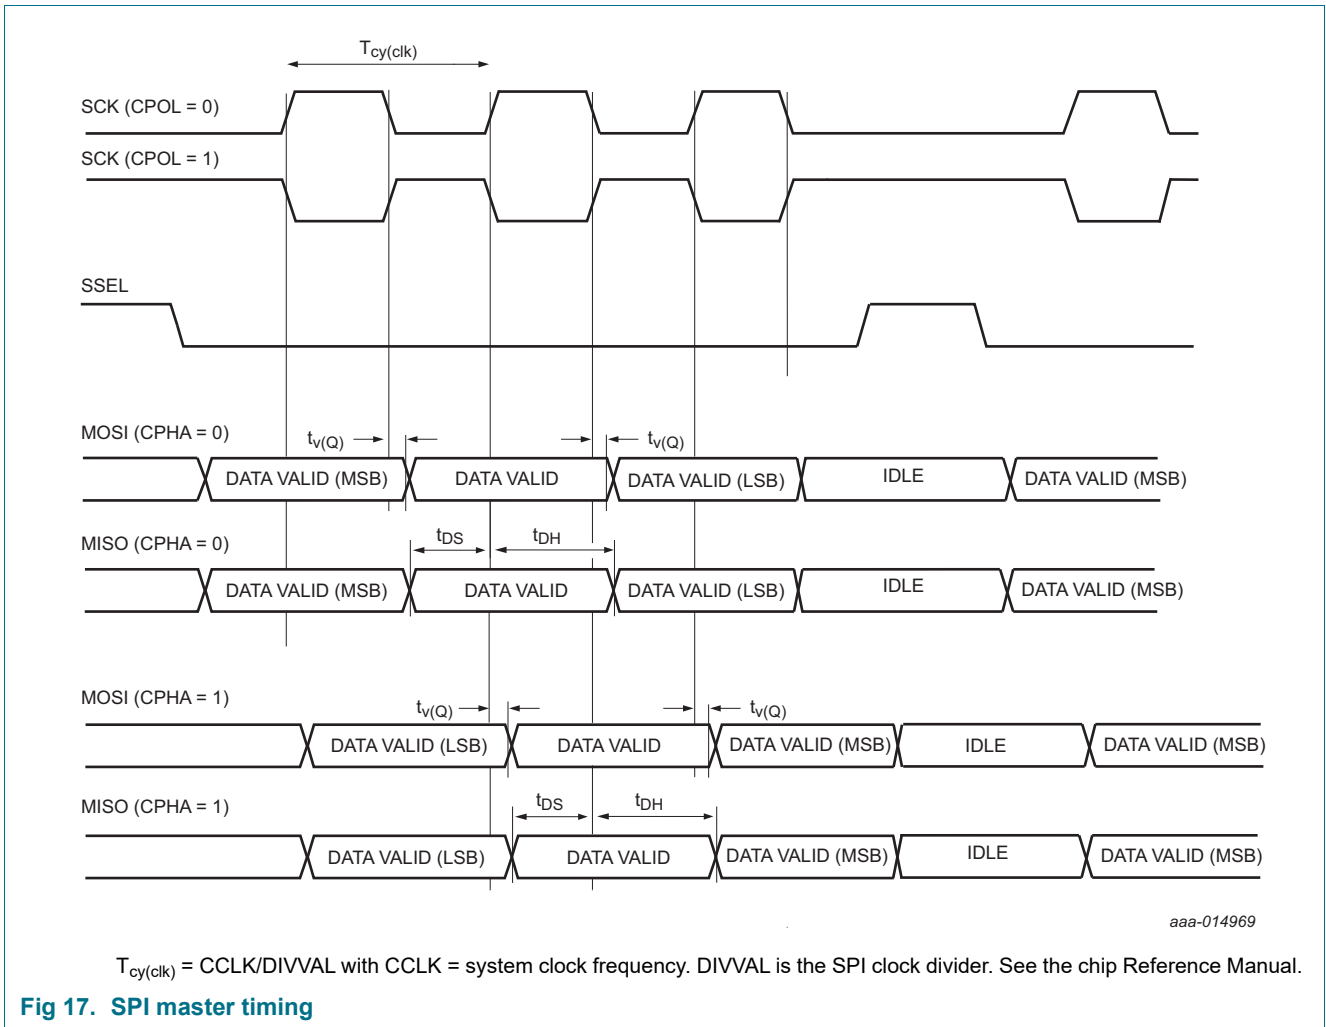 Tcy(clk)
SCK (CPOL = 0)
SCK (CPOL = 1)
SSEL
MOSI (CPHA = 0)
tv(Q) tv(Q)
DATA VALID (MSB) DATA VALID DATA VALID (LSB) IDLE DATA VALID (MSB)
MISO (CPHA = 0)
tDS tDH
DATA VALID (MSB) DATA VALID DATA VALID (LSB) IDLE DATA VALID (MSB)
MOSI (CPHA = 1)
tv(Q) tv(Q)
DATA VALID (LSB) DATA VALID DATA VALID (MSB) IDLE DATA VALID (MSB)
MISO (CPHA = 1)
tDS tDH
DATA VALID (LSB) DATA VALID DATA VALID (MSB) IDLE DATA VALID (MSB)
aaa-014969
Tcy(clk) = CCLK/DIVVAL with CCLK = system clock frequency. DIVVAL is the SPI clock divider. See the chip Reference Manual.
Fig 17. SPI master timing